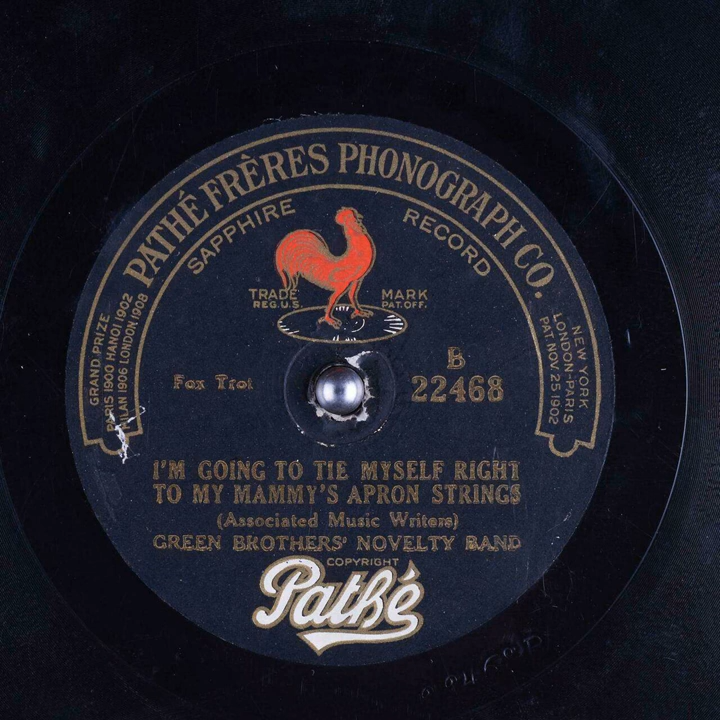 PATHÉ FRÈRES PHONOGRAPH CO.
SAPPHIRE RECORD
TRADE MARK
REG.U.S. PAT.OFF.
GRAND PRIZE
PARIS 1900 HANOI 1902
MILAN 1906 LONDON 1908
NEW YORK
LONDON-PARIS
PAT. NOV. 25 1902
Fox Trot
B
22468
I'M GOING TO TIE MYSELF RIGHT
TO MY MAMMY'S APRON STRINGS
(Associated Music Writers)
GREEN BROTHERS' NOVELTY BAND
COPYRIGHT
Pathé